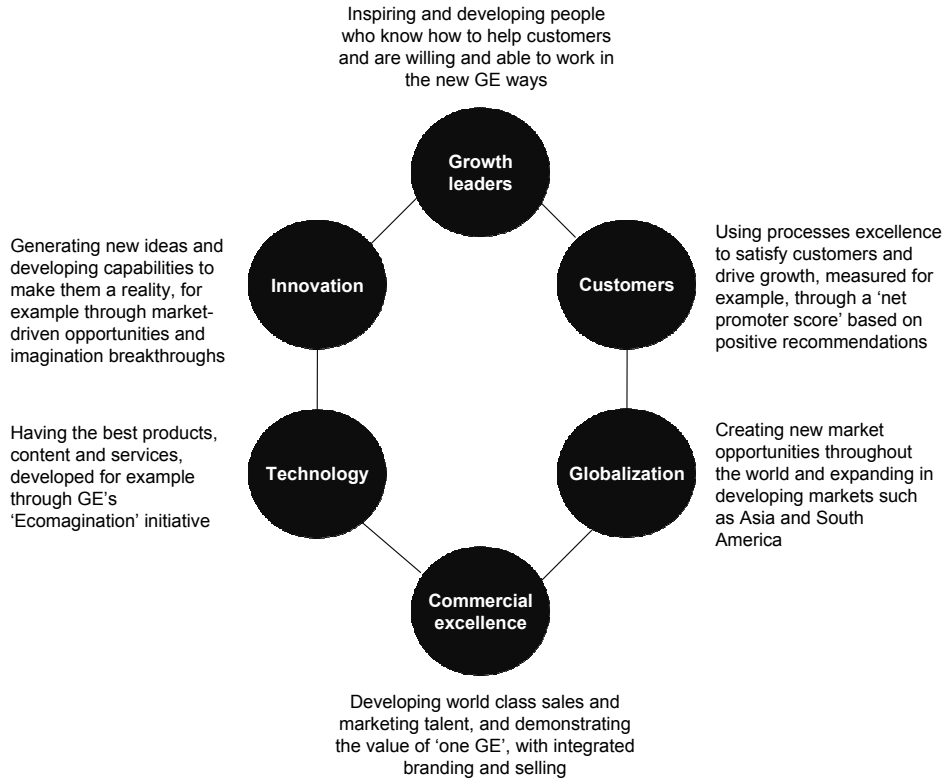 Inspiring and developing people
who know how to help customers
and are willing and able to work in
the new GE ways
Growth
leaders
Generating new ideas and
developing capabilities to
make them a reality, for
example through market-
driven opportunities and
imagination breakthroughs
Innovation
Customers
Using processes excellence
to satisfy customers and
drive growth, measured for
example, through a ‘net
promoter score’ based on
positive recommendations
Having the best products,
content and services,
developed for example
through GE’s
‘Ecomagination’ initiative
Technology
Globalization
Creating new market
opportunities throughout
the world and expanding in
developing markets such
as Asia and South
America
Commercial
excellence
Developing world class sales and
marketing talent, and demonstrating
the value of ‘one GE’, with integrated
branding and selling